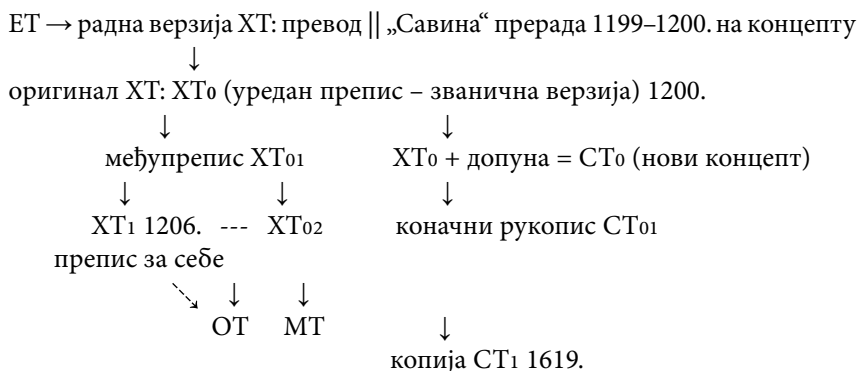 ЕТ → радна верзија ХТ: превод || „Савина“ прерада 1199–1200. на концепту
↓
оригинал ХТ: ХТ0 (уредан препис – званична верзија) 1200.
↓ ↓
међупрепис ХТ01 ХТ0 + допуна = СТ0 (нови концепт)
↓ ↓ ↓
ХТ1 1206. --- ХТ02 коначни рукопис СТ01
препис за себе
↓ ↓
ОТ МТ ↓
копија СТ1 1619.